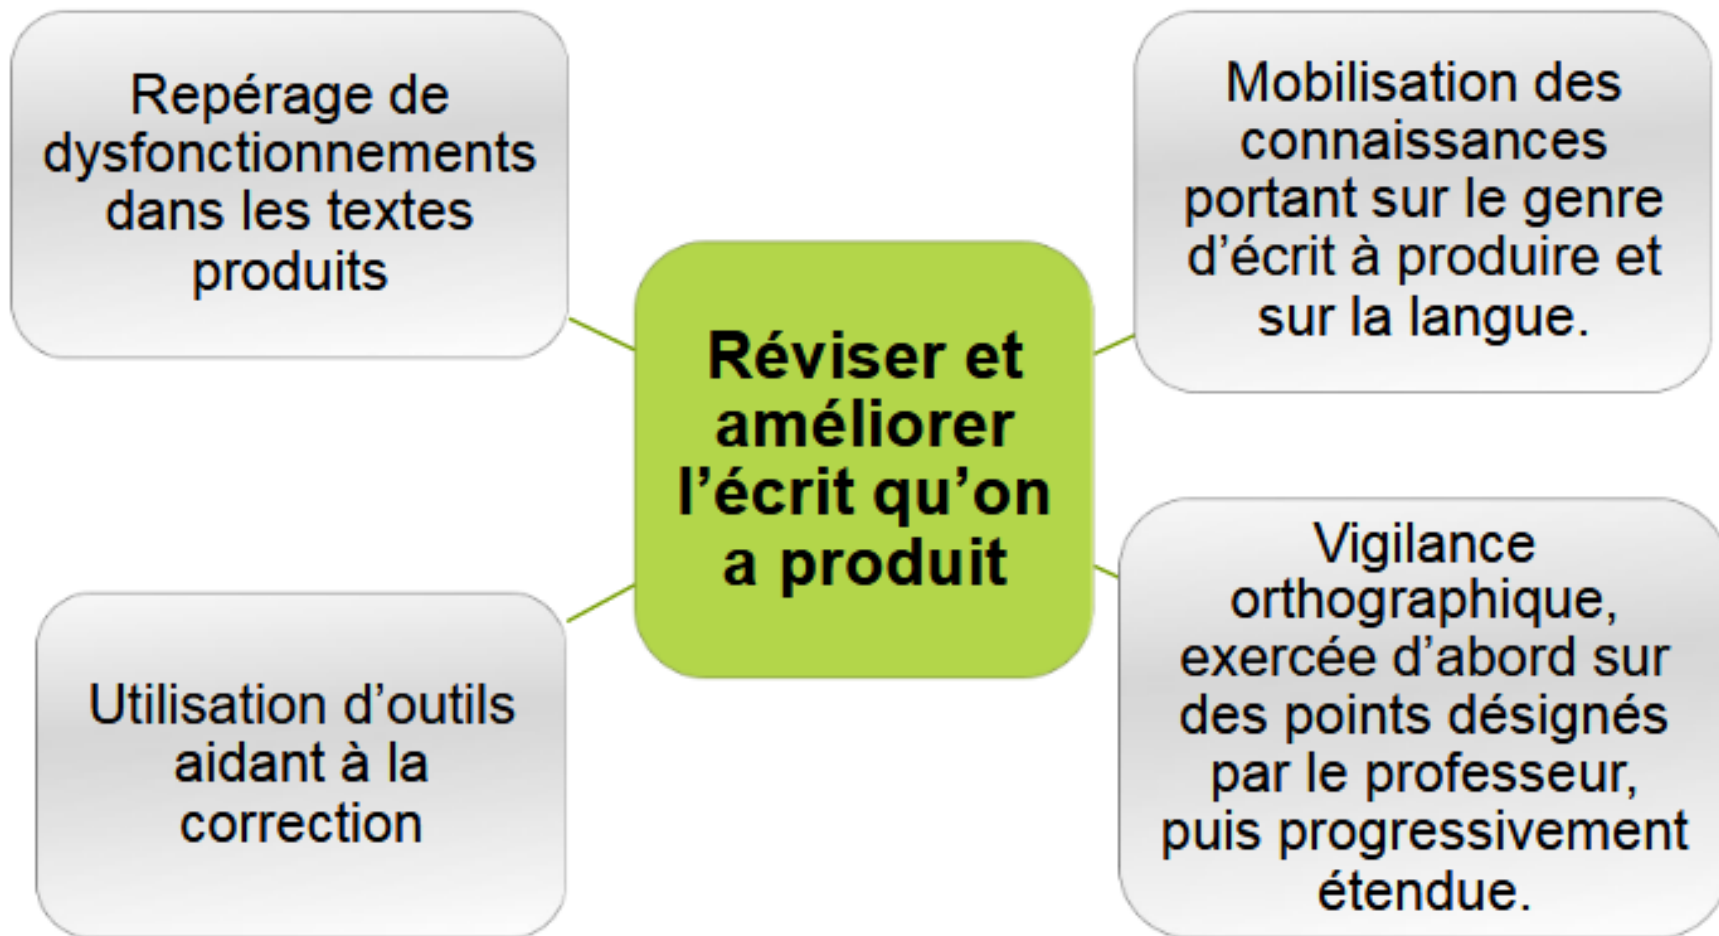 Repérage de
dysfonctionnements
dans les textes
produits
Mobilisation des
connaissances
portant sur le genre
d’écrit à produire et
sur la langue.
Réviser et
améliorer
l’écrit qu’on
a produit
Utilisation d’outils
aidant à la
correction
Vigilance
orthographique,
exercée d’abord sur
des points désignés
par le professeur,
puis progressivement
étendue.